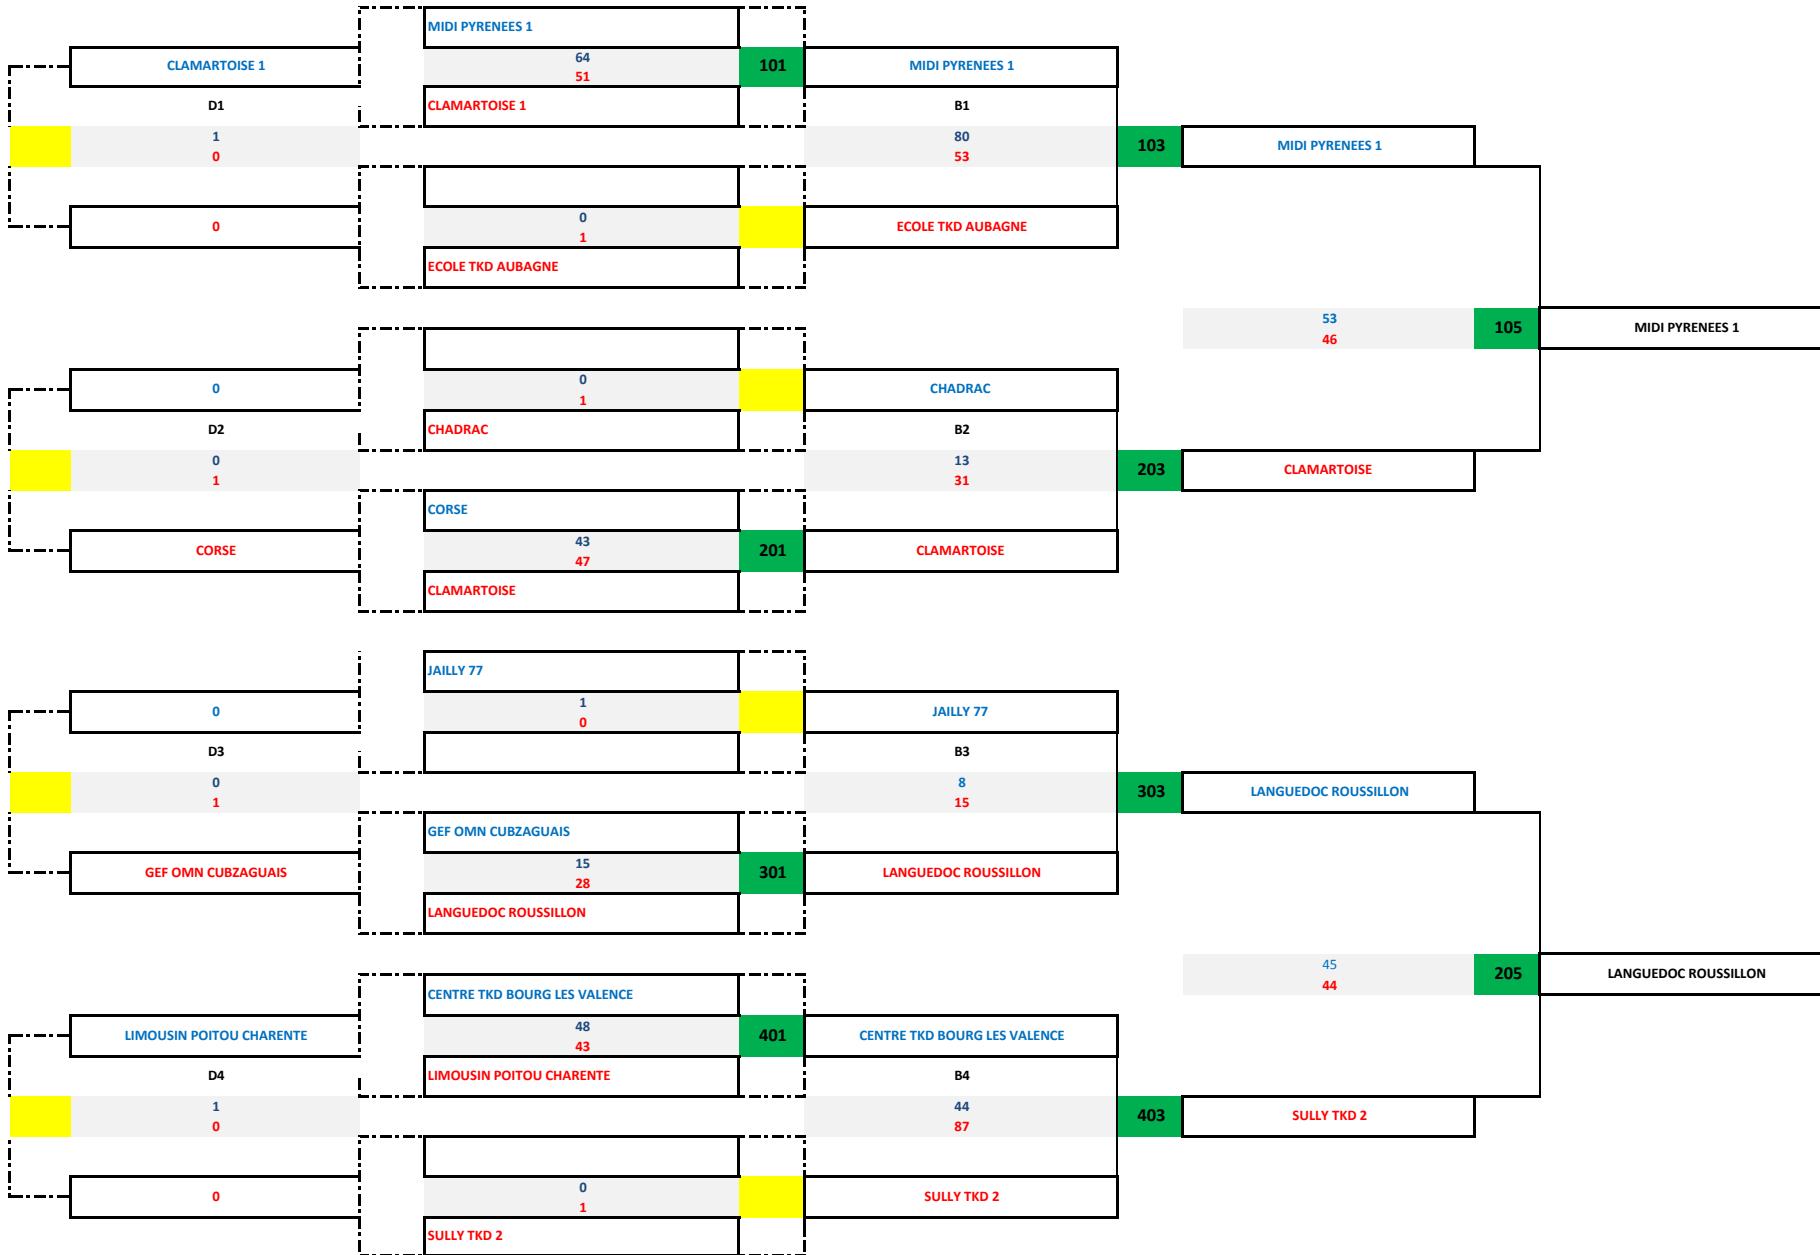 MIDI PYRENEES 1
CLAMARTOISE 1
64
51
101
MIDI PYRENEES 1
D1
CLAMARTOISE 1
B1
1
0
80
53
103
MIDI PYRENEES 1
0
0
1
ECOLE TKD AUBAGNE
ECOLE TKD AUBAGNE
53
46
105
MIDI PYRENEES 1
0
0
1
CHADRAC
D2
CHADRAC
B2
0
1
13
31
203
CLAMARTOISE
CORSE
CORSE
43
47
201
CLAMARTOISE
CLAMARTOISE
JAILLY 77
0
1
0
JAILLY 77
D3
B3
0
1
8
15
303
LANGUEDOC ROUSSILLON
GEF OMN CUBZAGUAIS
GEF OMN CUBZAGUAIS
15
28
301
LANGUEDOC ROUSSILLON
LANGUEDOC ROUSSILLON
45
44
205
LANGUEDOC ROUSSILLON
CENTRE TKD BOURG LES VALENCE
LIMOUSIN POITOU CHARENTE
48
43
401
CENTRE TKD BOURG LES VALENCE
D4
LIMOUSIN POITOU CHARENTE
B4
1
0
44
87
403
SULLY TKD 2
0
0
1
SULLY TKD 2
SULLY TKD 2